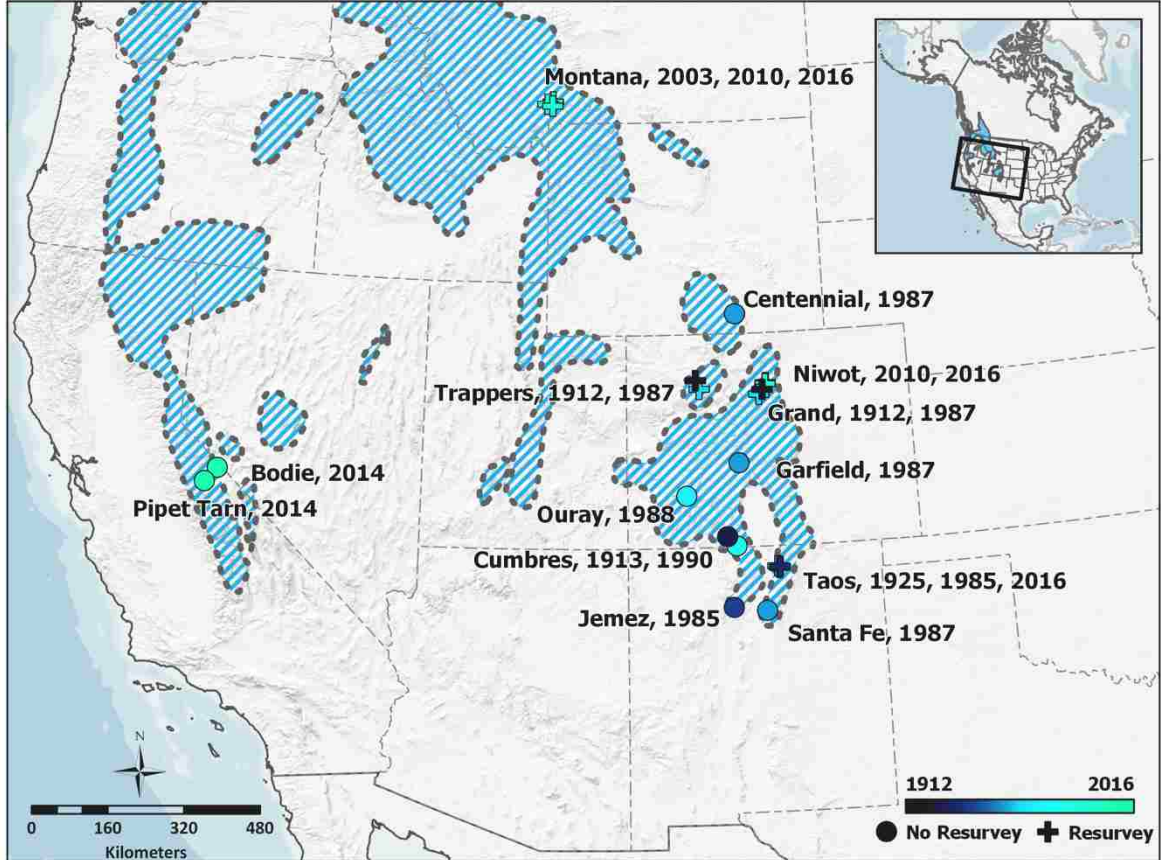 Montana, 2003, 2010, 2016
Centennial, 1987
Niwot, 2010, 2016
Trappers, 1912, 1987
Grand, 1912, 1987
Garfield, 1987
Bodie, 2014
Pipet Tarn, 2014
Ouray, 1988
Cumbres, 1913, 1990
Taos, 1925, 1985, 2016
Jemez, 1985
Santa Fe, 1987
N
1912 2016
0 160 320 480
No Resurvey Resurvey
Kilometers